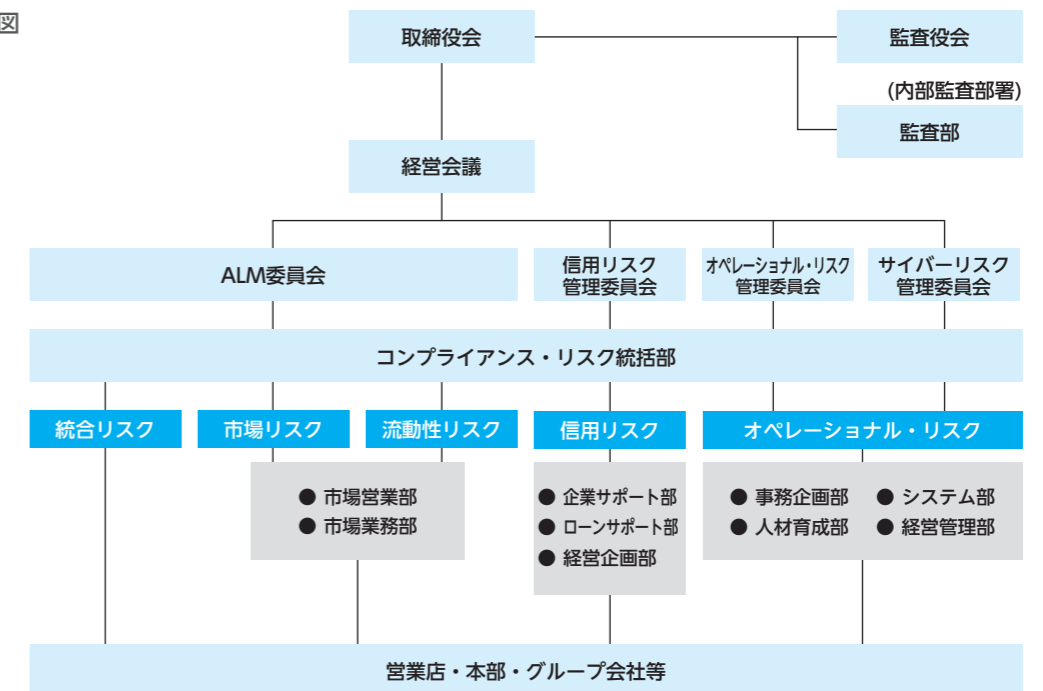 図
取締役会
監査役会
(内部監査部署)
監査部
経営会議
ALM委員会
信用リスク
管理委員会
オペレーショナル・リスク
管理委員会
サイバーリスク
管理委員会
コンプライアンス・リスク統括部
統合リスク
市場リスク
流動性リスク
信用リスク
オペレーショナル・リスク
● 市場営業部
● 市場業務部
● 企業サポート部
● ローンサポート部
● 経営企画部
● 事務企画部
● システム部
● 人材育成部
● 経営管理部
営業店・本部・グループ会社等